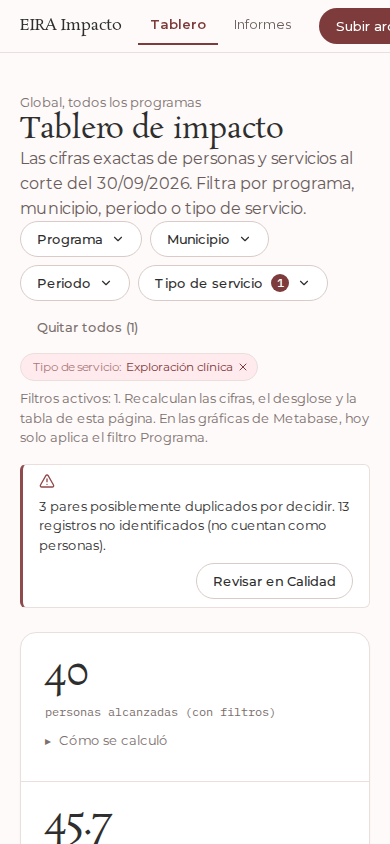 EIRA Impacto
Tablero
Informes
Subir
Global, todos los programas
Tablero de impacto
Las cifras exactas de personas y servicios al
corte del 30/09/2026. Filtra por programa,
municipio, periodo o tipo de servicio.
Programa
Municipio
Periodo
Tipo de servicio 1
Quitar todos (1)
Tipo de servicio: Exploración clínica ×
Filtros activos: 1. Recalculan las cifras, el desglose y la
tabla de esta página. En las gráficas de Metabase, hoy
solo aplica el filtro Programa.
3 pares posiblemente duplicados por decidir. 13
registros no identificados (no cuentan como
personas).
Revisar en Calidad
40
personas alcanzadas (con filtros)
▸ Cómo se calculó
45.7